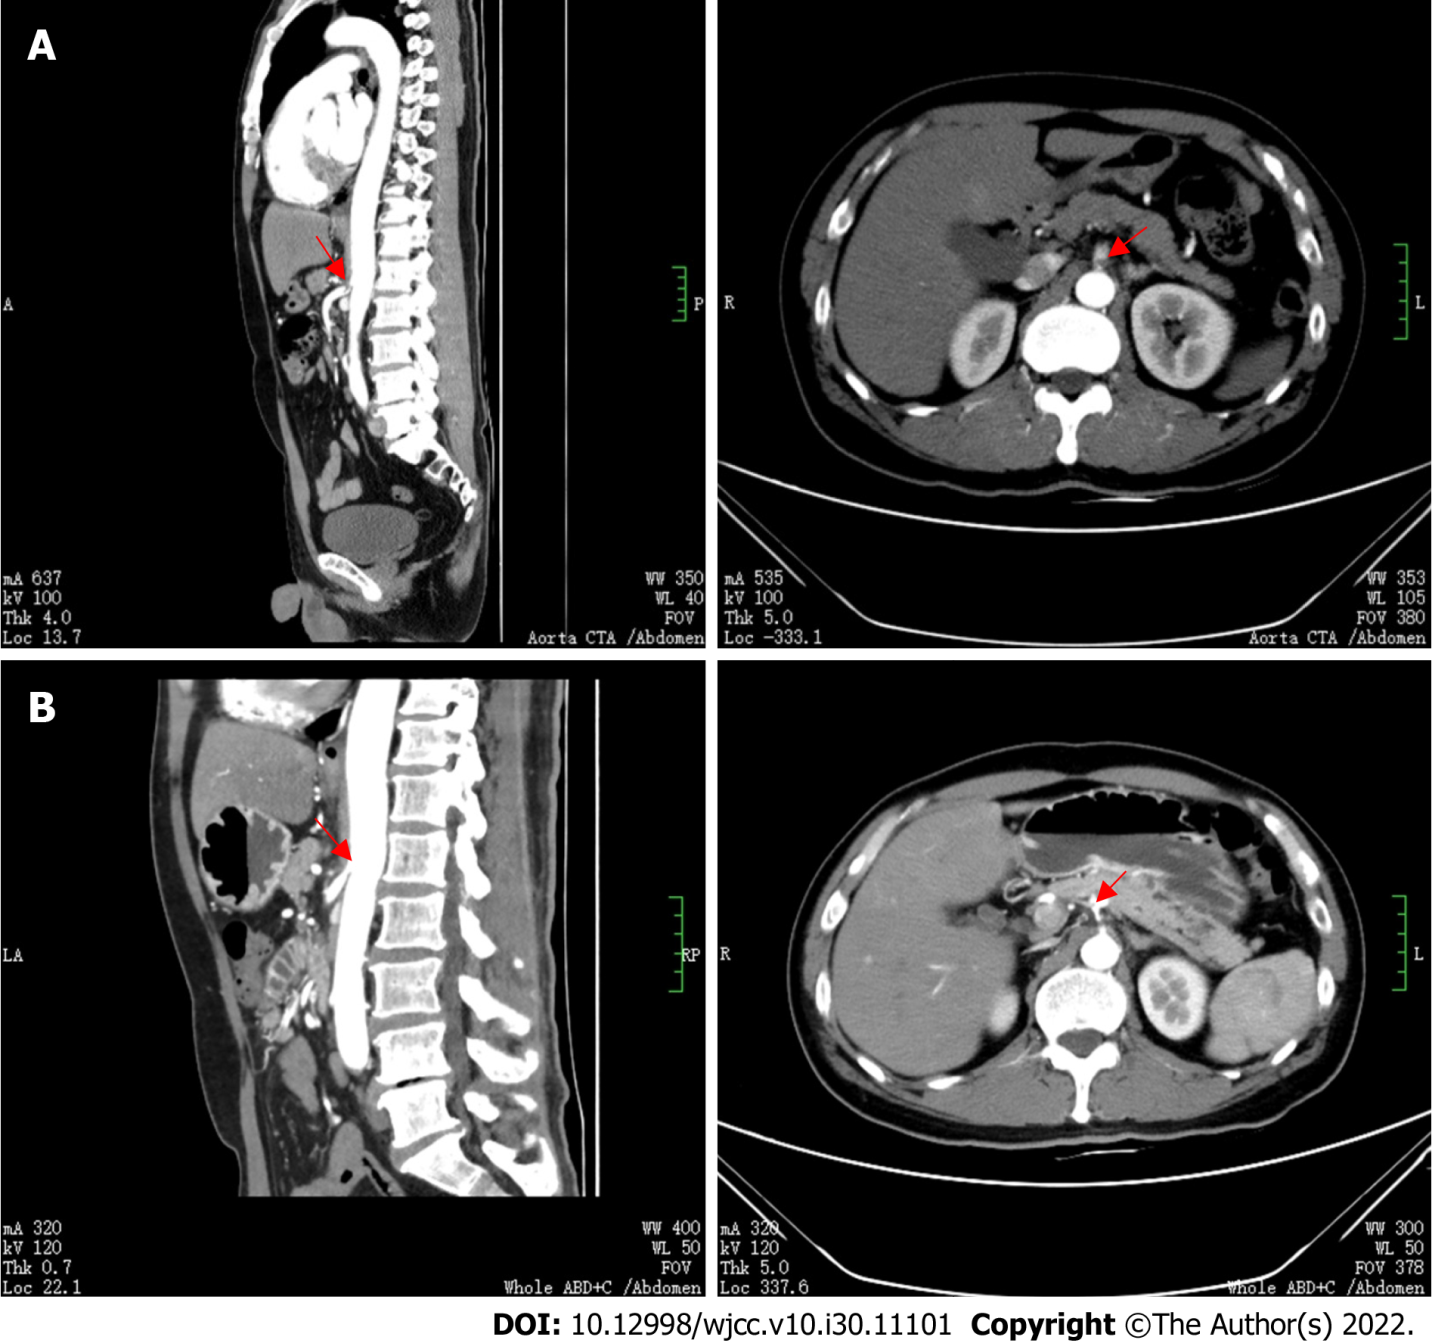 A
A
P
mA 637
kV 100
Thk 4.0
Loc 13.7
WW 350
WL 40
FOV
Aorta CTA /Abdomen
R
L
mA 535
kV 100
Thk 5.0
Loc -333.1
WW 353
WL 105
FOV 380
Aorta CTA /Abdomen
B
LA
RP
mA 320
kV 120
Thk 0.7
Loc 22.1
WW 400
WL 50
FOV
Whole ABD+C /Abdomen
R
L
mA 320
kV 120
Thk 5.0
Loc 337.6
WW 300
WL 50
FOV 378
Whole ABD+C /Abdomen
DOI: 10.12998/wjcc.v10.i30.11101 Copyright ©The Author(s) 2022.